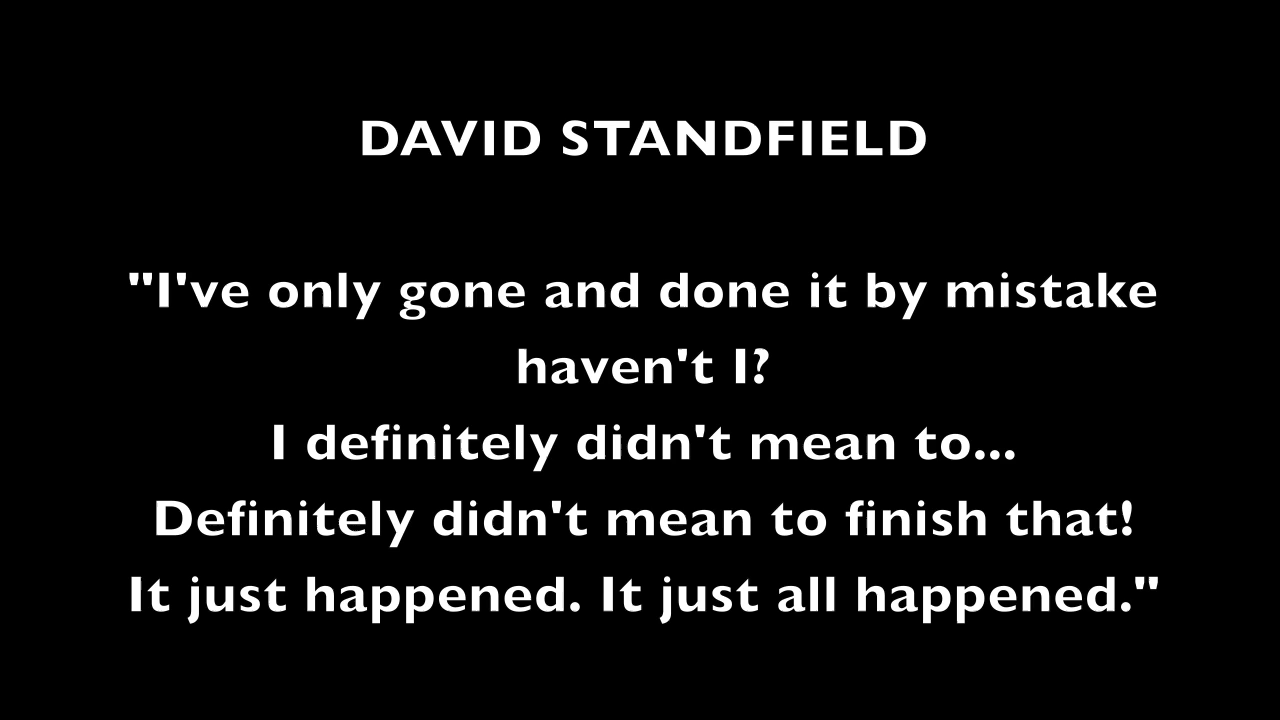 DAVID STANDFIELD
"I've only gone and done it by mistake
haven't I?
I definitely didn't mean to...
Definitely didn't mean to finish that!
It just happened. It just all happened."